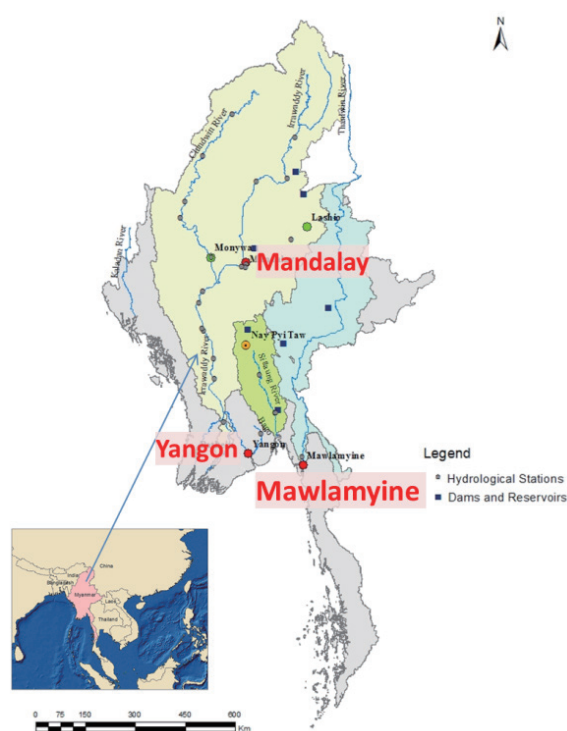 N
Chindwin River
Irrawaddy River
Thanlwin River
Kaladan River
Lashio
Monywa
Mandalay
Nay Pyi Taw
Sittaung River
Irrawaddy River
Yangon
Yangon
Mawlamyine
Mawlamyine
Legend
Hydrological Stations
Dams and Reservoirs
China
India
Bangladesh
Myanmar
Laos
Thailand
0 75 150 300 450 600
Km